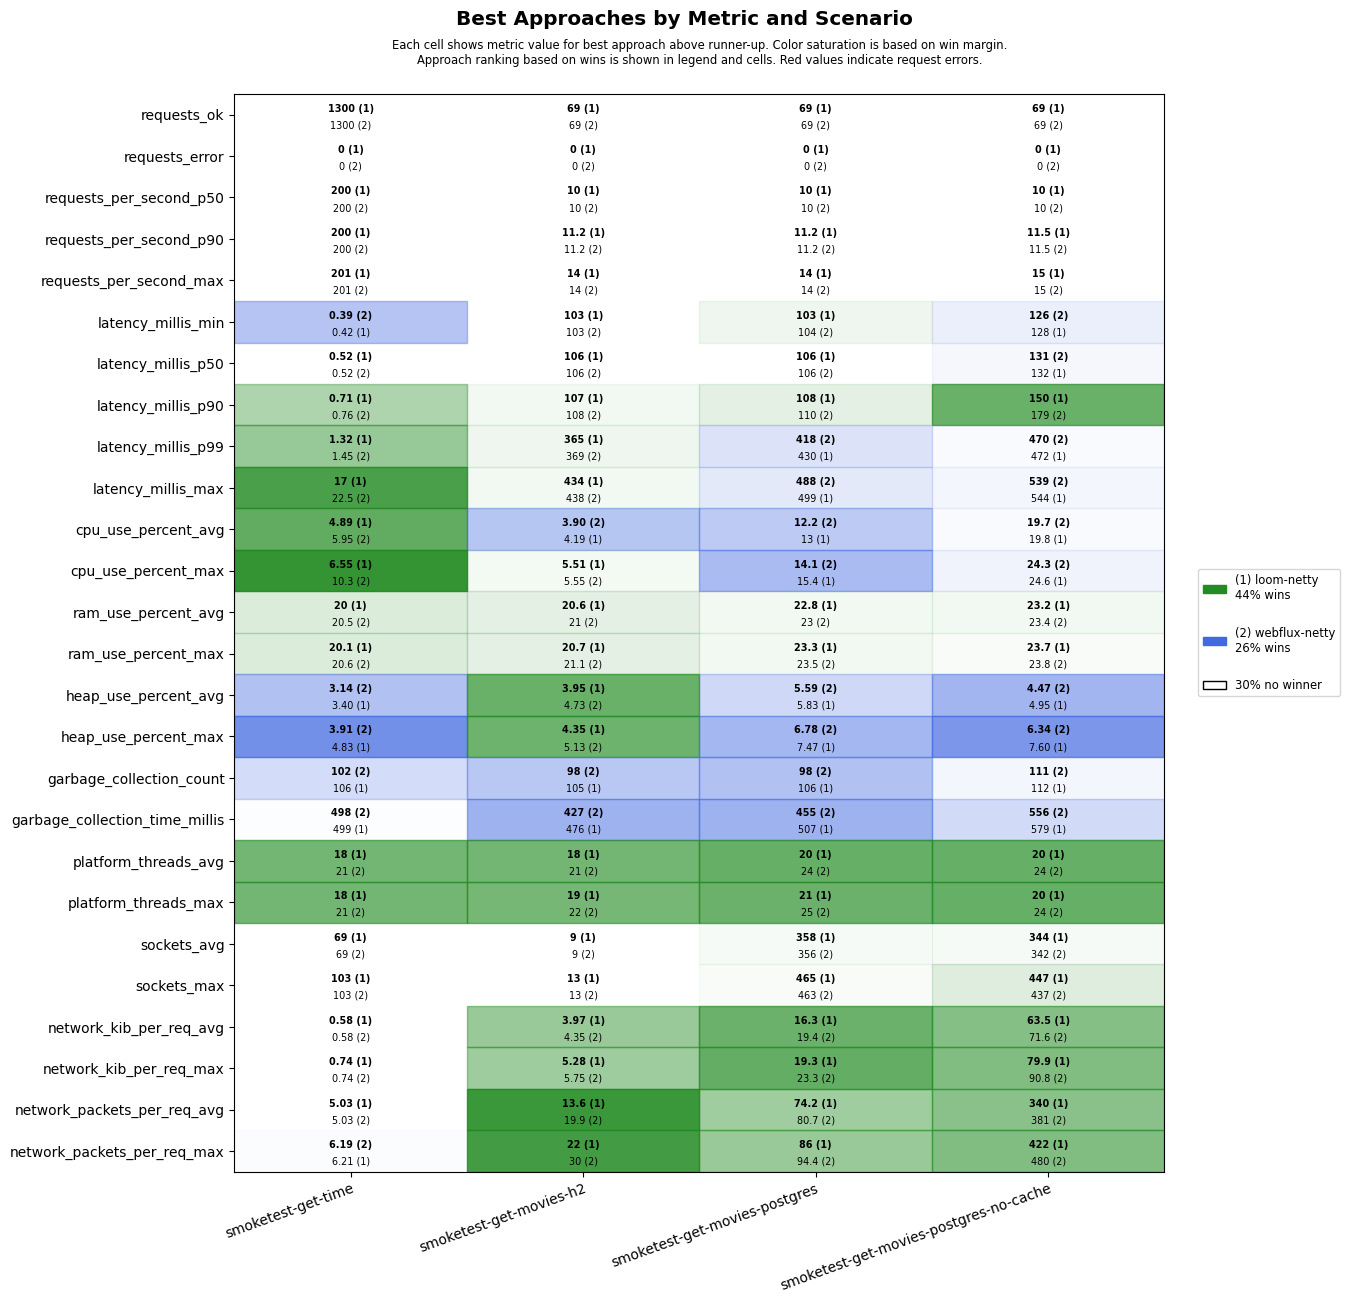 Best Approaches by Metric and Scenario
Each cell shows metric value for best approach above runner-up. Color saturation is based on win margin.
Approach ranking based on wins is shown in legend and cells. Red values indicate request errors.
requests_ok
1300 (1) 69 (1) 69 (1) 69 (1)
1300 (2) 69 (2) 69 (2) 69 (2)
requests_error
0 (1) 0 (1) 0 (1) 0 (1)
0 (2) 0 (2) 0 (2) 0 (2)
requests_per_second_p50
200 (1) 10 (1) 10 (1) 10 (1)
200 (2) 10 (2) 10 (2) 10 (2)
requests_per_second_p90
200 (1) 11.2 (1) 11.2 (1) 11.5 (1)
200 (2) 11.2 (2) 11.2 (2) 11.5 (2)
requests_per_second_max
201 (1) 14 (1) 14 (1) 15 (1)
201 (2) 14 (2) 14 (2) 15 (2)
latency_millis_min
0.39 (2) 103 (1) 103 (1) 126 (2)
0.42 (1) 103 (2) 104 (2) 128 (1)
latency_millis_p50
0.52 (1) 106 (1) 106 (1) 131 (2)
0.52 (2) 106 (2) 106 (2) 132 (1)
latency_millis_p90
0.71 (1) 107 (1) 108 (1) 150 (1)
0.76 (2) 108 (2) 110 (2) 179 (2)
latency_millis_p99
1.32 (1) 365 (1) 418 (2) 470 (2)
1.45 (2) 369 (2) 430 (1) 472 (1)
latency_millis_max
17 (1) 434 (1) 488 (2) 539 (2)
22.5 (2) 438 (2) 499 (1) 544 (1)
cpu_use_percent_avg
4.89 (1) 3.90 (2) 12.2 (2) 19.7 (2)
5.95 (2) 4.19 (1) 13 (1) 19.8 (1)
cpu_use_percent_max
6.55 (1) 5.51 (1) 14.1 (2) 24.3 (2)
10.3 (2) 5.55 (2) 15.4 (1) 24.6 (1)
ram_use_percent_avg
20 (1) 20.6 (1) 22.8 (1) 23.2 (1)
20.5 (2) 21 (2) 23 (2) 23.4 (2)
ram_use_percent_max
20.1 (1) 20.7 (1) 23.3 (1) 23.7 (1)
20.6 (2) 21.1 (2) 23.5 (2) 23.8 (2)
heap_use_percent_avg
3.14 (2) 3.95 (1) 5.59 (2) 4.47 (2)
3.40 (1) 4.73 (2) 5.83 (1) 4.95 (1)
heap_use_percent_max
3.91 (2) 4.35 (1) 6.78 (2) 6.34 (2)
4.83 (1) 5.13 (2) 7.47 (1) 7.60 (1)
garbage_collection_count
102 (2) 98 (2) 98 (2) 111 (2)
106 (1) 105 (1) 106 (1) 112 (1)
garbage_collection_time_millis
498 (2) 427 (2) 455 (2) 556 (2)
499 (1) 476 (1) 507 (1) 579 (1)
platform_threads_avg
18 (1) 18 (1) 20 (1) 20 (1)
21 (2) 21 (2) 24 (2) 24 (2)
platform_threads_max
18 (1) 19 (1) 21 (1) 20 (1)
21 (2) 22 (2) 25 (2) 24 (2)
sockets_avg
69 (1) 9 (1) 358 (1) 344 (1)
69 (2) 9 (2) 356 (2) 342 (2)
sockets_max
103 (1) 13 (1) 465 (1) 447 (1)
103 (2) 13 (2) 463 (2) 437 (2)
network_kib_per_req_avg
0.58 (1) 3.97 (1) 16.3 (1) 63.5 (1)
0.58 (2) 4.35 (2) 19.4 (2) 71.6 (2)
network_kib_per_req_max
0.74 (1) 5.28 (1) 19.3 (1) 79.9 (1)
0.74 (2) 5.75 (2) 23.3 (2) 90.8 (2)
network_packets_per_req_avg
5.03 (1) 13.6 (1) 74.2 (1) 340 (1)
5.03 (2) 19.9 (2) 80.7 (2) 381 (2)
network_packets_per_req_max
6.19 (2) 22 (1) 86 (1) 422 (1)
6.21 (1) 30 (2) 94.4 (2) 480 (2)
smoketest-get-time
smoketest-get-movies-h2
smoketest-get-movies-postgres
smoketest-get-movies-postgres-no-cache
(1) loom-netty
44% wins
(2) webflux-netty
26% wins
30% no winner